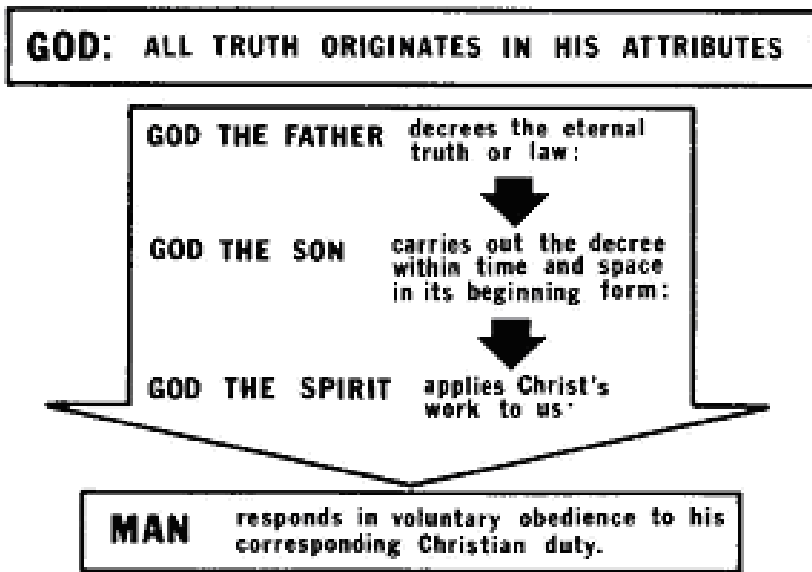 GOD: ALL TRUTH ORIGINATES IN HIS ATTRIBUTES
GOD THE FATHER decrees the eternal
truth or law:
GOD THE SON carries out the decree
within time and space
in its beginning form:
GOD THE SPIRIT applies Christ's
work to us:
MAN responds in voluntary obedience to his
corresponding Christian duty.